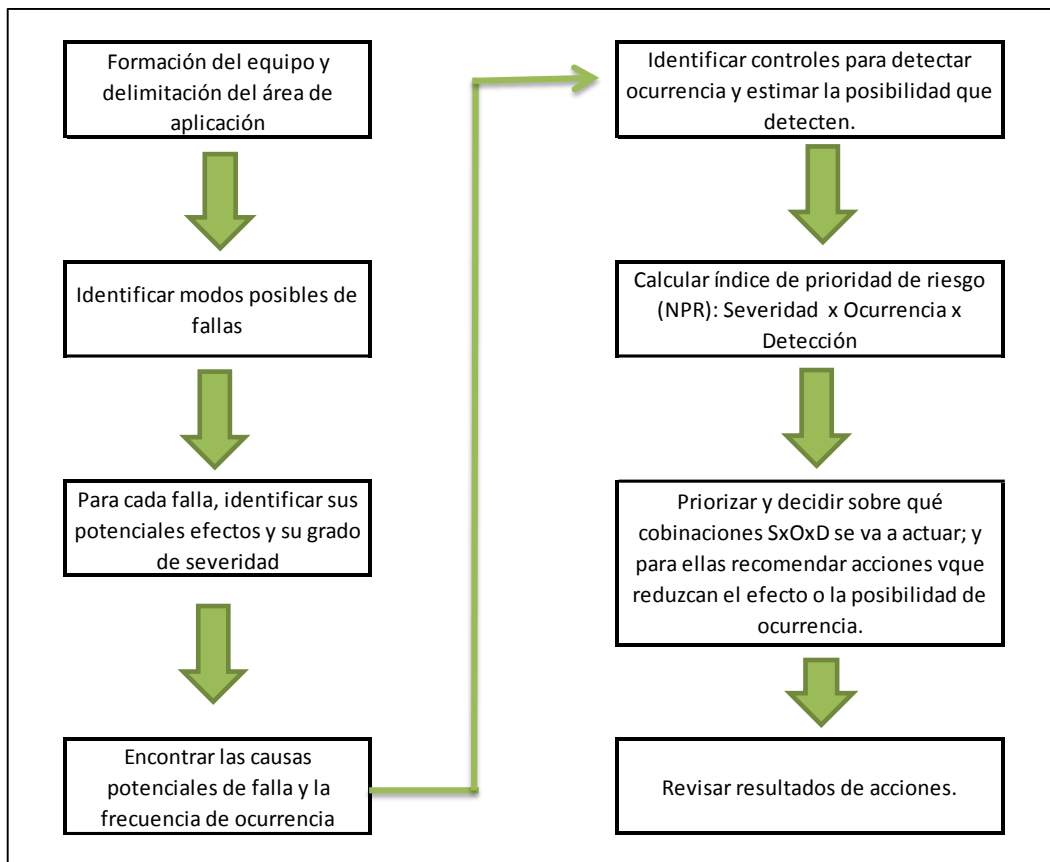 Formación del equipo y
delimitación del área de
aplicación
Identificar modos posibles de
fallas
Para cada falla, identificar sus
potenciales efectos y su grado
de severidad
Encontrar las causas
potenciales de falla y la
frecuencia de ocurrencia
Identificar controles para detectar
ocurrencia y estimar la posibilidad que
detecten.
Calcular índice de prioridad de riesgo
(NPR): Severidad x Ocurrencia x
Detección
Priorizar y decidir sobre qué
cobinaciones SxOxD se va a actuar; y
para ellas recomendar acciones vque
reduzcan el efecto o la posibilidad de
ocurrencia.
Revisar resultados de acciones.